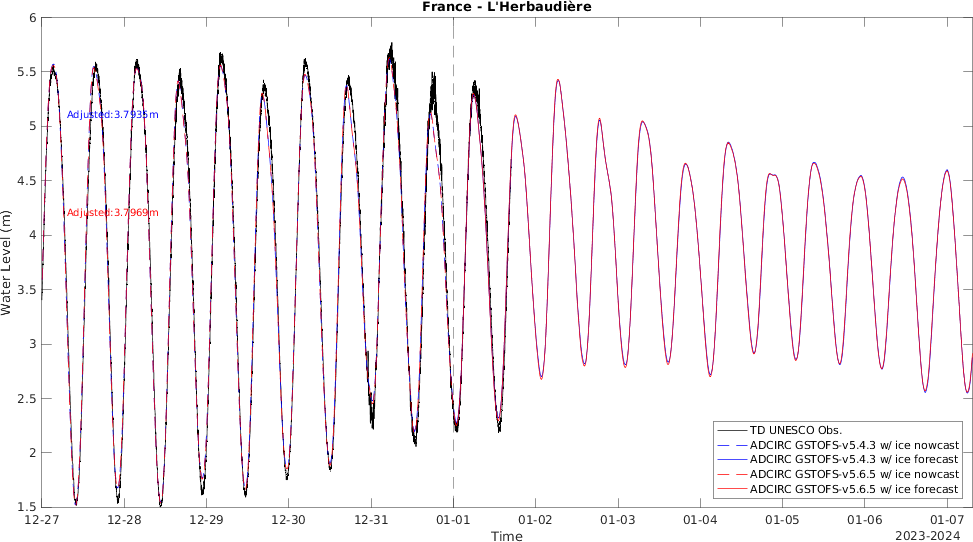 France - L'Herbaudière
6
5.5
5
4.5
4
3.5
3
2.5
2
1.5
Water Level (m)
Adjusted:3.7935m
Adjusted:3.7969m
TD UNESCO Obs.
ADCIRC GSTOFS-v5.4.3 w/ ice nowcast
ADCIRC GSTOFS-v5.4.3 w/ ice forecast
ADCIRC GSTOFS-v5.6.5 w/ ice nowcast
ADCIRC GSTOFS-v5.6.5 w/ ice forecast
12-27 12-28 12-29 12-30 12-31 01-01 01-02 01-03 01-04 01-05 01-06 01-07
Time
2023-2024